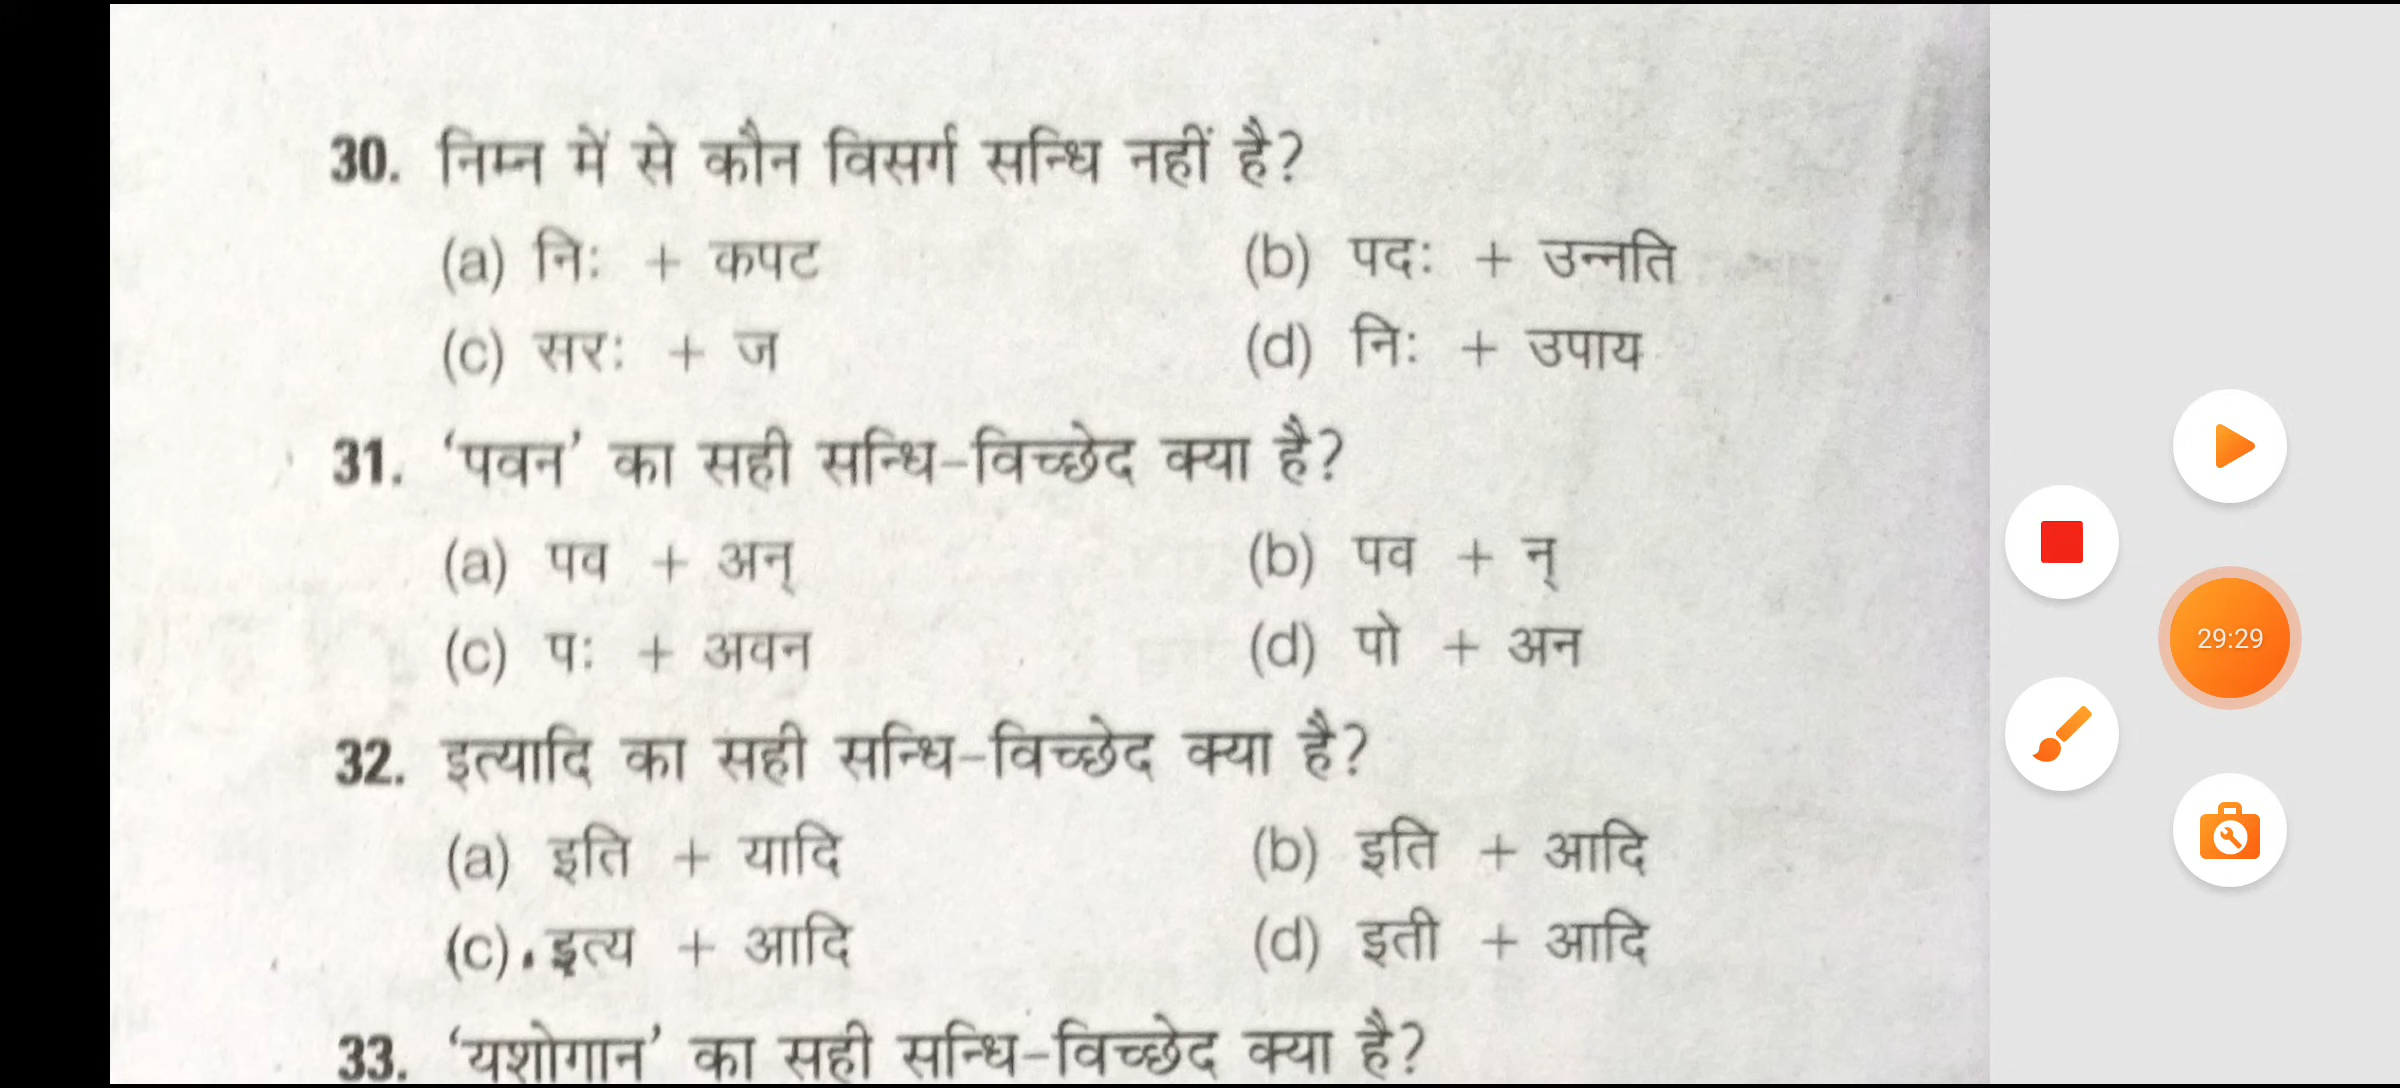 30. निम्न में से कौन विसर्ग सन्धि नहीं है?
(a) निः + कपट (b) पदः + उन्नति
(c) सरः + ज (d) निः + उपाय
31. ‘पवन’ का सही सन्धि-विच्छेद क्या है?
(a) पव + अन् (b) पव + न्
(c) पः + अवन (d) पो + अन
32. इत्यादि का सही सन्धि-विच्छेद क्या है?
(a) इति + यादि (b) इति + आदि
(c) इत्य + आदि (d) इती + आदि
33. ‘यशोगान’ का सही सन्धि-विच्छेद क्या है?
29:29